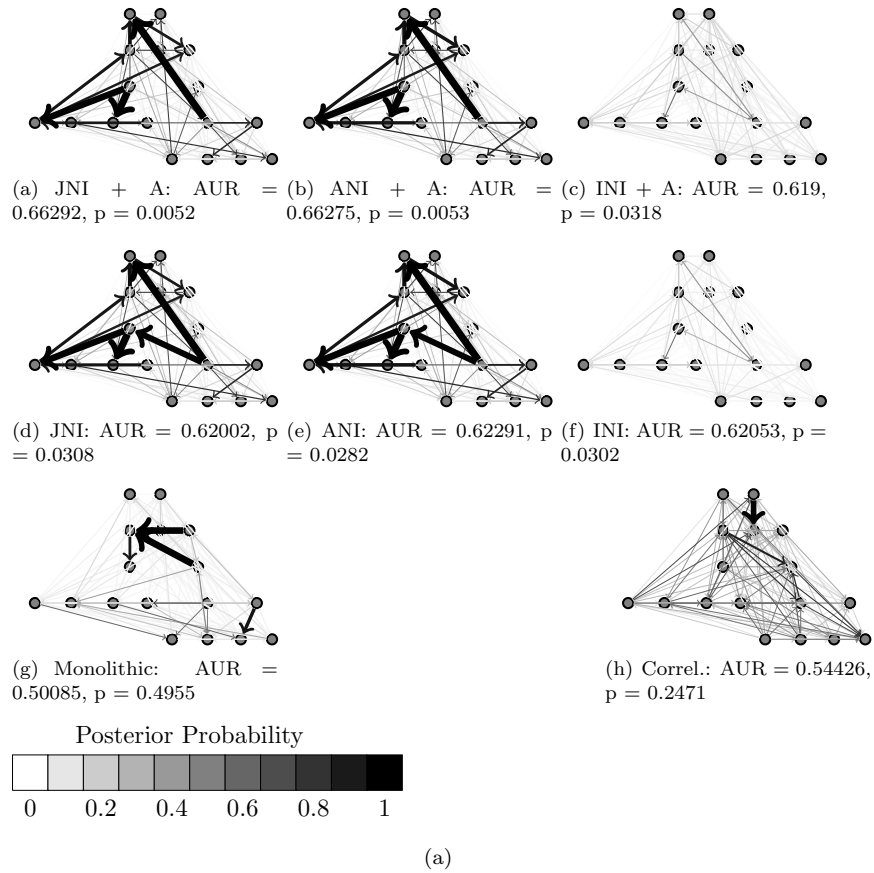 (a) JNI + A: AUR =
0.66292, p = 0.0052
(b) ANI + A: AUR =
0.66275, p = 0.0053
(c) INI + A: AUR = 0.619,
p = 0.0318
(d) JNI: AUR = 0.62002, p
= 0.0308
(e) ANI: AUR = 0.62291, p
= 0.0282
(f) INI: AUR = 0.62053, p =
0.0302
(g) Monolithic: AUR =
0.50085, p = 0.4955
(h) Correl.: AUR = 0.54426,
p = 0.2471
Posterior Probability
0 0.2 0.4 0.6 0.8 1
(a)